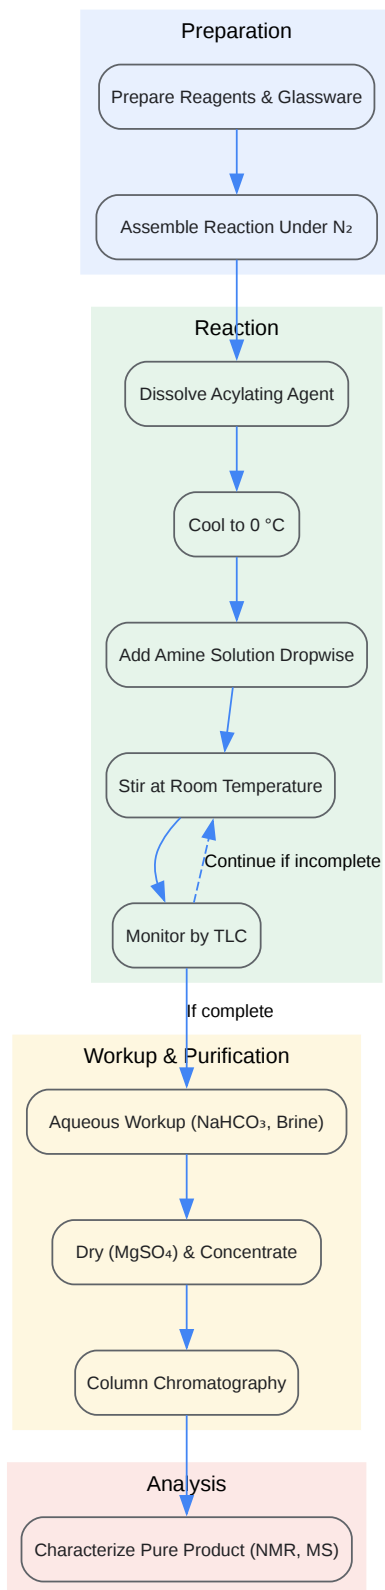 Preparation
Prepare Reagents & Glassware
Assemble Reaction Under N₂
Reaction
Dissolve Acylating Agent
Cool to 0 °C
Add Amine Solution Dropwise
Stir at Room Temperature
Continue if incomplete
Monitor by TLC
If complete
Workup & Purification
Aqueous Workup (NaHCO₃, Brine)
Dry (MgSO₄) & Concentrate
Column Chromatography
Analysis
Characterize Pure Product (NMR, MS)